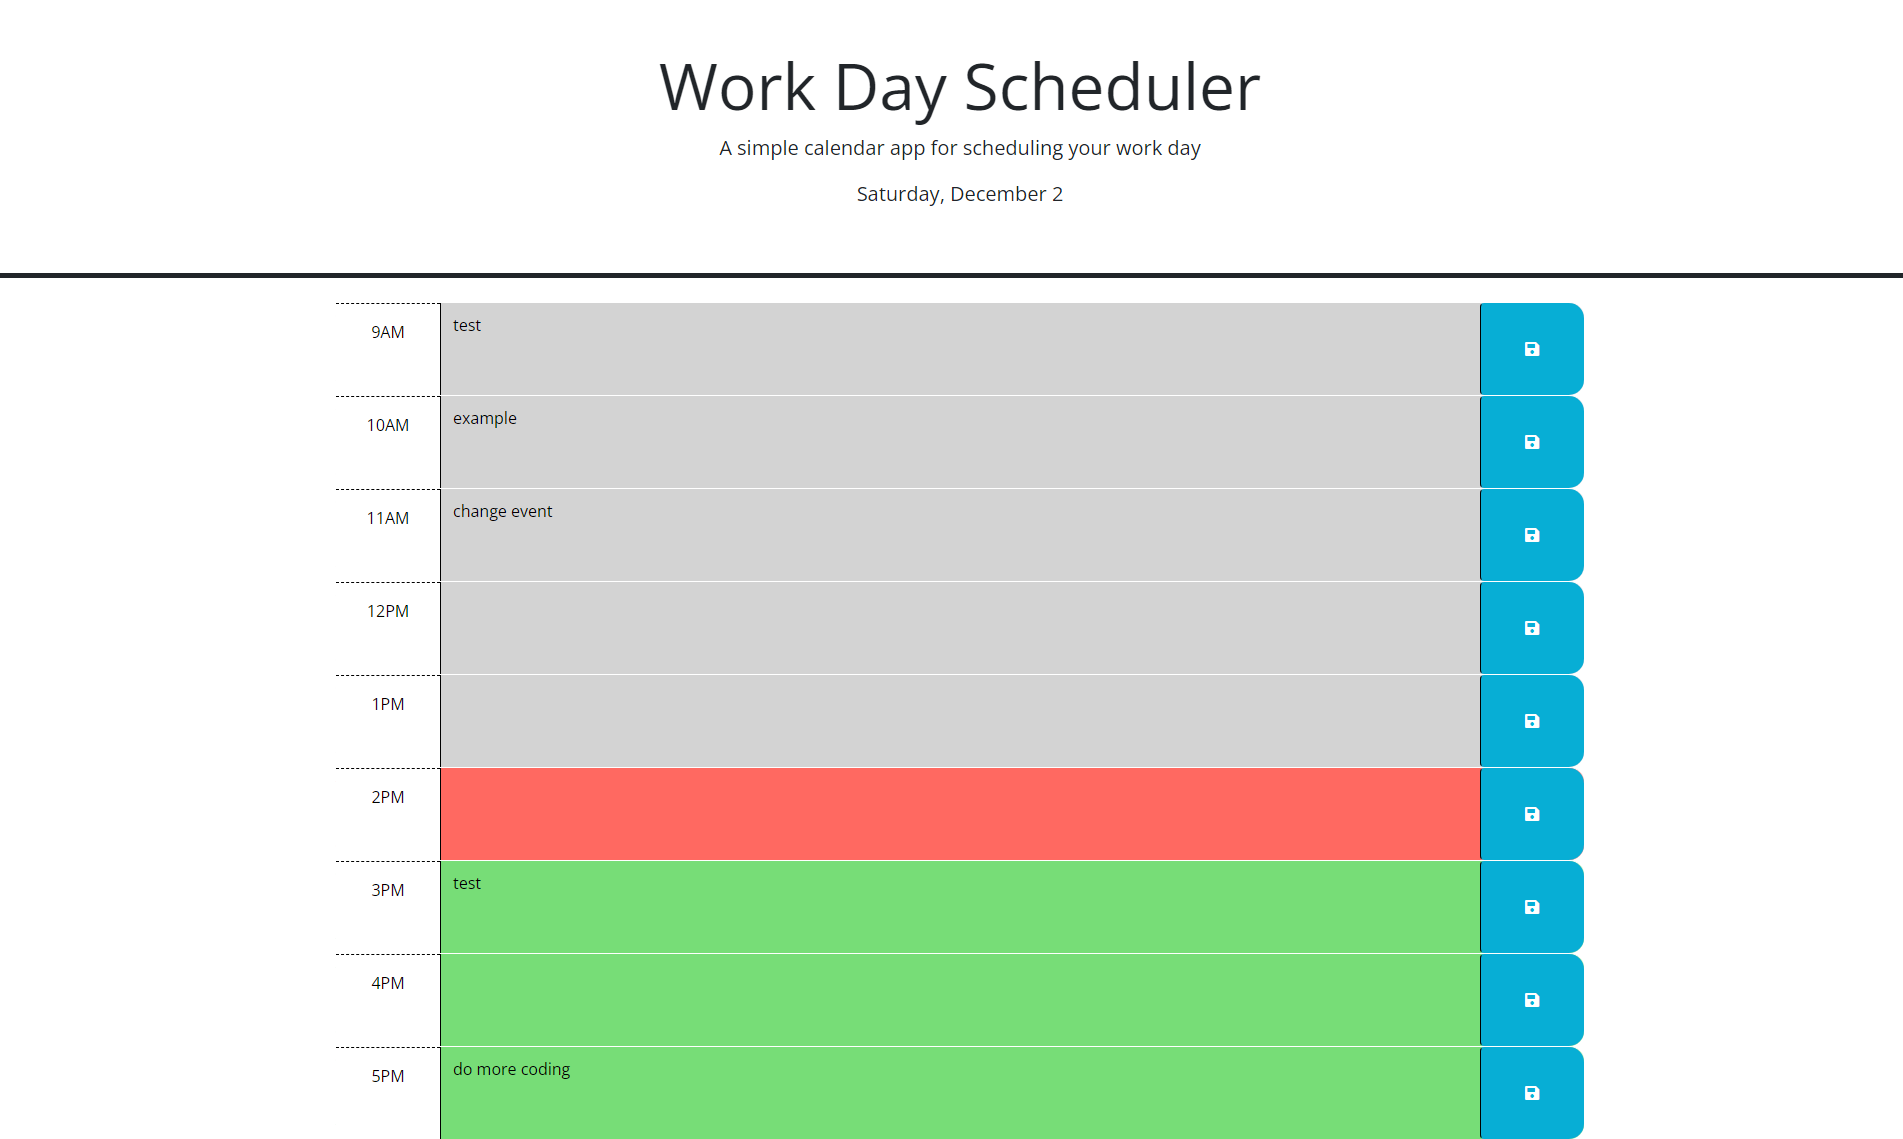 Work Day Scheduler
A simple calendar app for scheduling your work day
Saturday, December 2
9AM
test
10AM
example
11AM
change event
12PM
1PM
2PM
3PM
test
4PM
5PM
do more coding